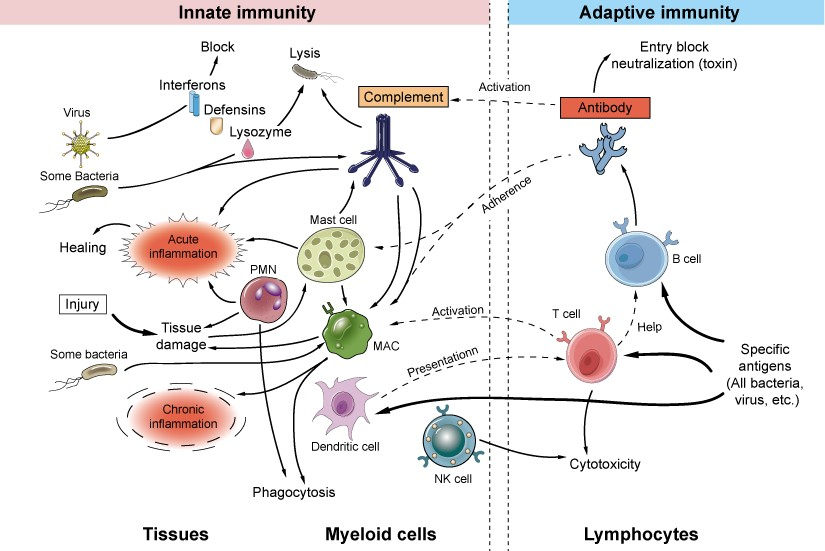 Innate immunity
Adaptive immunity
Block
Lysis
Entry block
neutralization (toxin)
Interferons
Complement
Activation
Antibody
Virus
Defensins
Lysozyme
Some Bacteria
Adherence
Mast cell
Healing
Acute
inflammation
B cell
PMN
Injury
Activation
T cell
Tissue
damage
MAC
Help
Some bacteria
Presentationn
Specific
antigens
(All bacteria,
virus, etc.)
Chronic
inflammation
Dendritic cell
NK cell
Cytotoxicity
Phagocytosis
Tissues
Myeloid cells
Lymphocytes